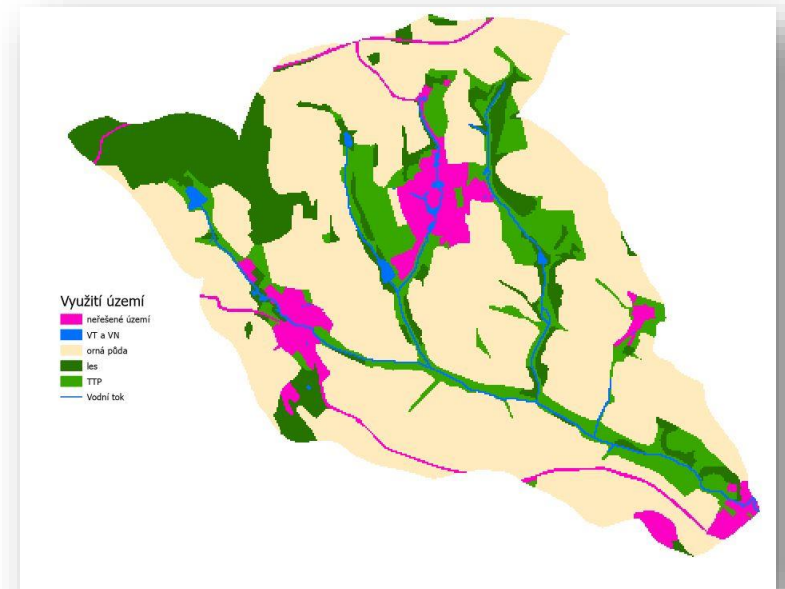 Využití území
neřešené území
VT a VN
orná půda
les
TTP
Vodní tok